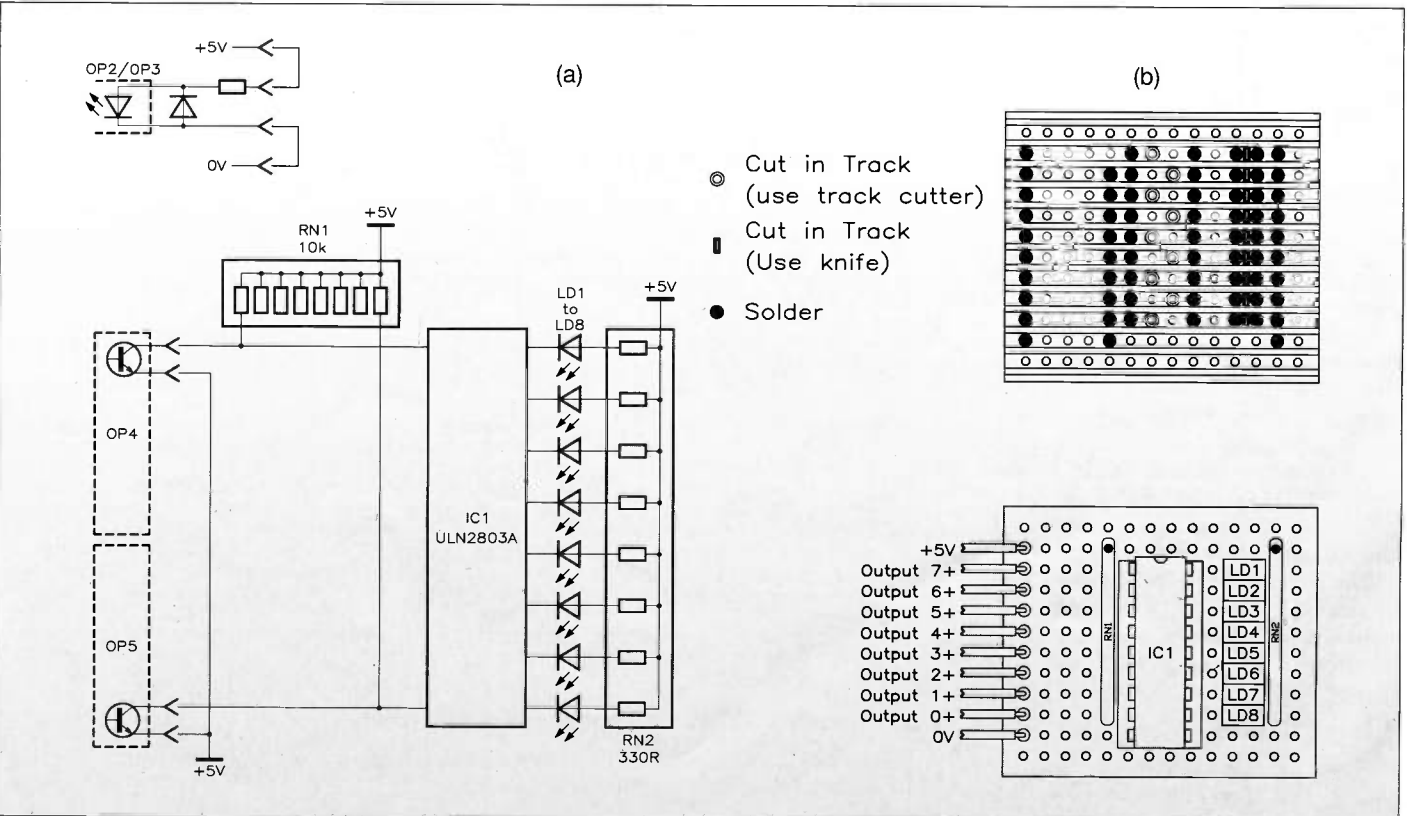 (a)
+5V
OP2/OP3
0V
RN1
10k
+5V
LD1
to
LD8
+5V
OP4
IC1
ULN2803A
OP5
RN2
330R
+5V
Cut in Track
(use track cutter)
Cut in Track
(Use knife)
Solder
(b)
+5V
Output 7+
Output 6+
Output 5+
Output 4+
Output 3+
Output 2+
Output 1+
Output 0+
0V
RN1
IC1
LD1
LD2
LD3
LD4
LD5
LD6
LD7
LD8
RN2